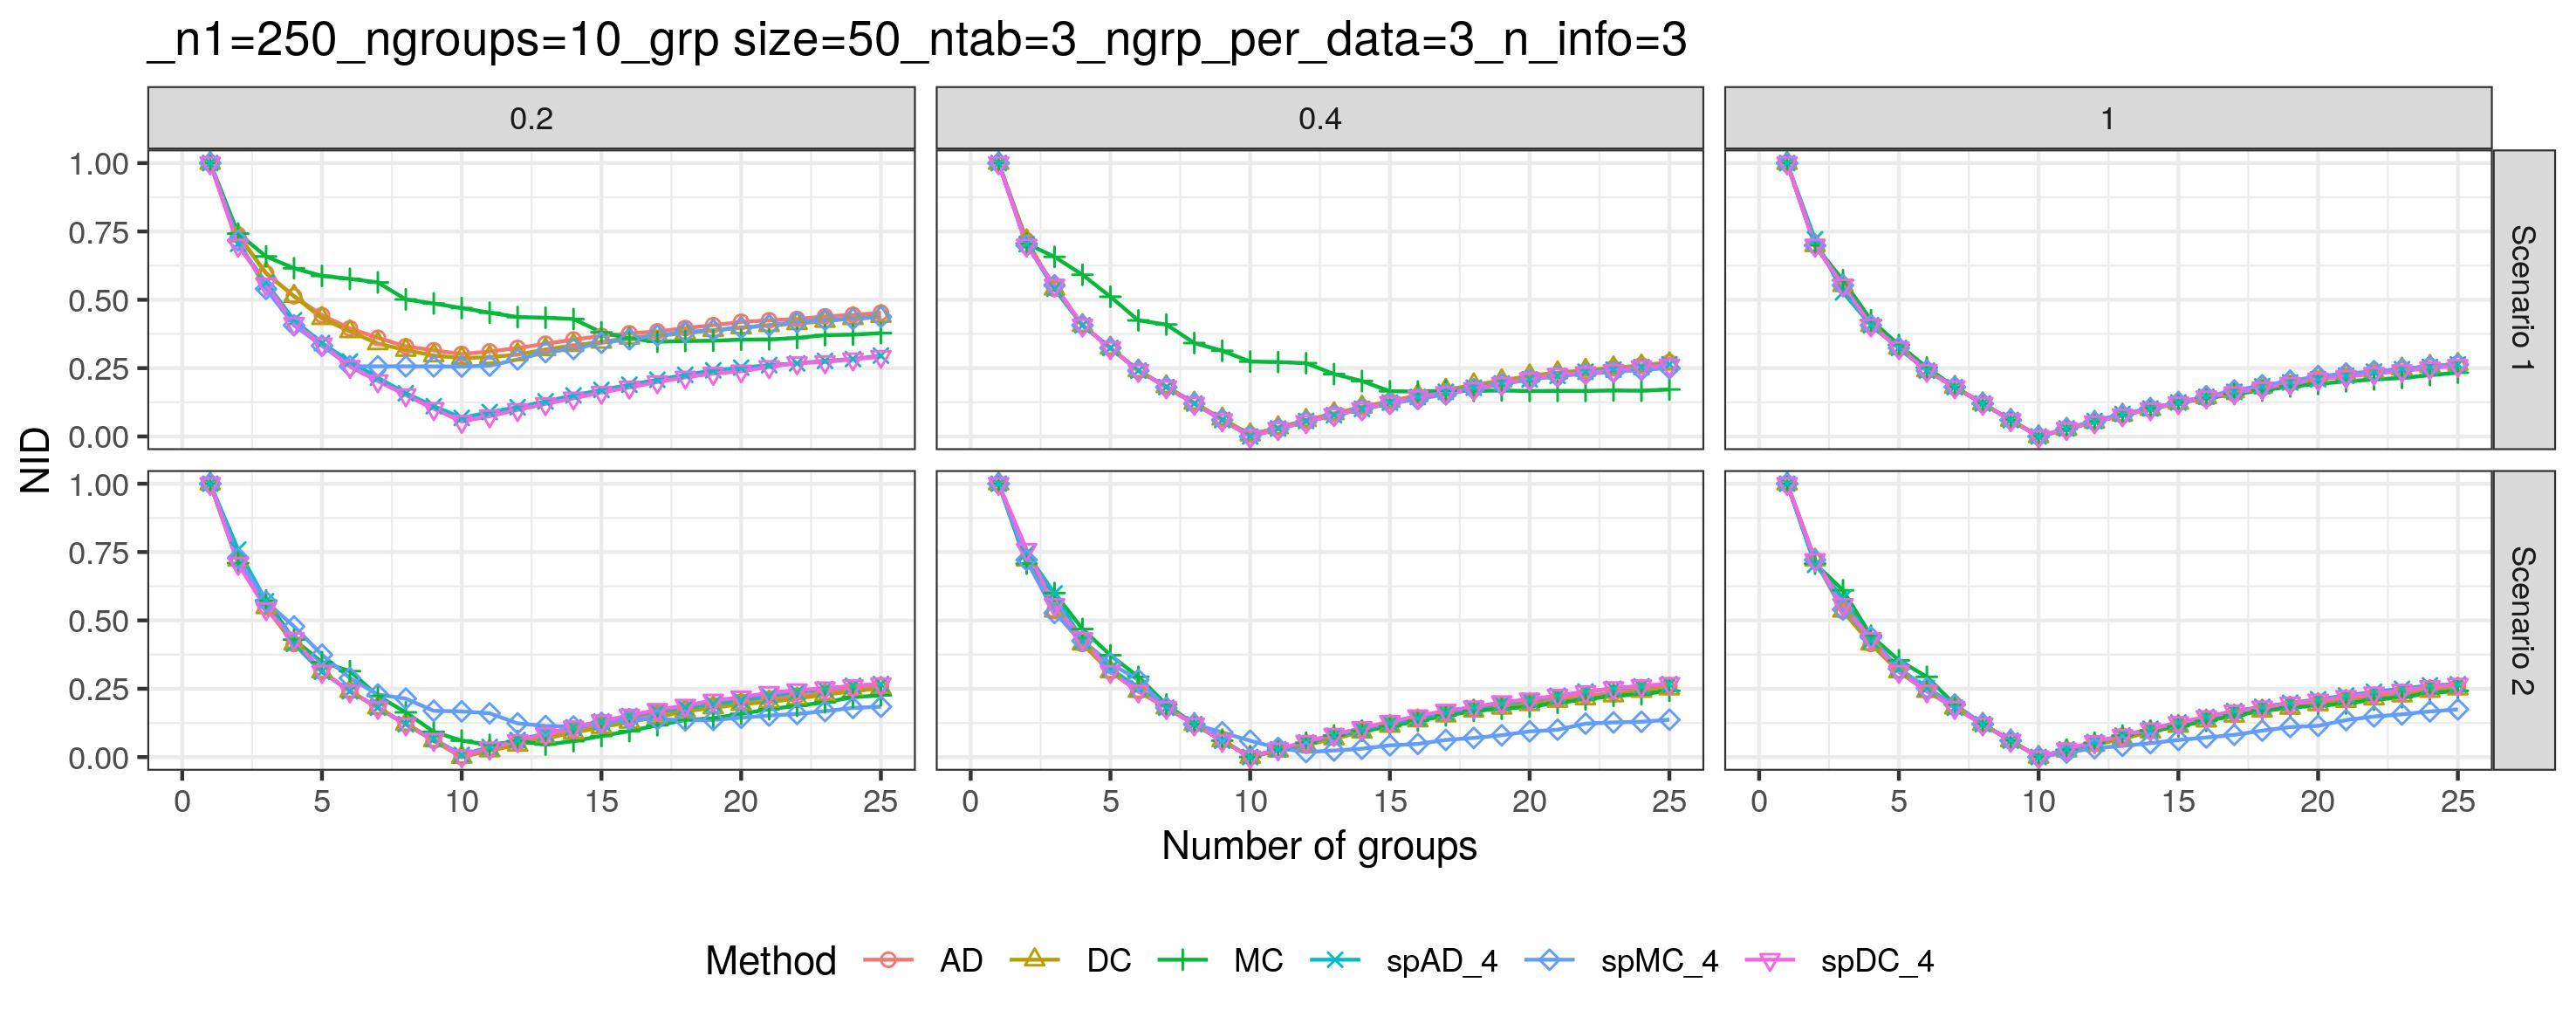 _n1=250_ngroups=10_grp size=50_ntab=3_ngrp_per_data=3_n_info=3
0.2 0.4 1
NID
1.00
0.75
0.50
0.25
0.00
Scenario 1
1.00
0.75
0.50
0.25
0.00
Scenario 2
0 5 10 15 20 25 0 5 10 15 20 25 0 5 10 15 20 25
Number of groups
Method AD DC MC spAD_4 spMC_4 spDC_4